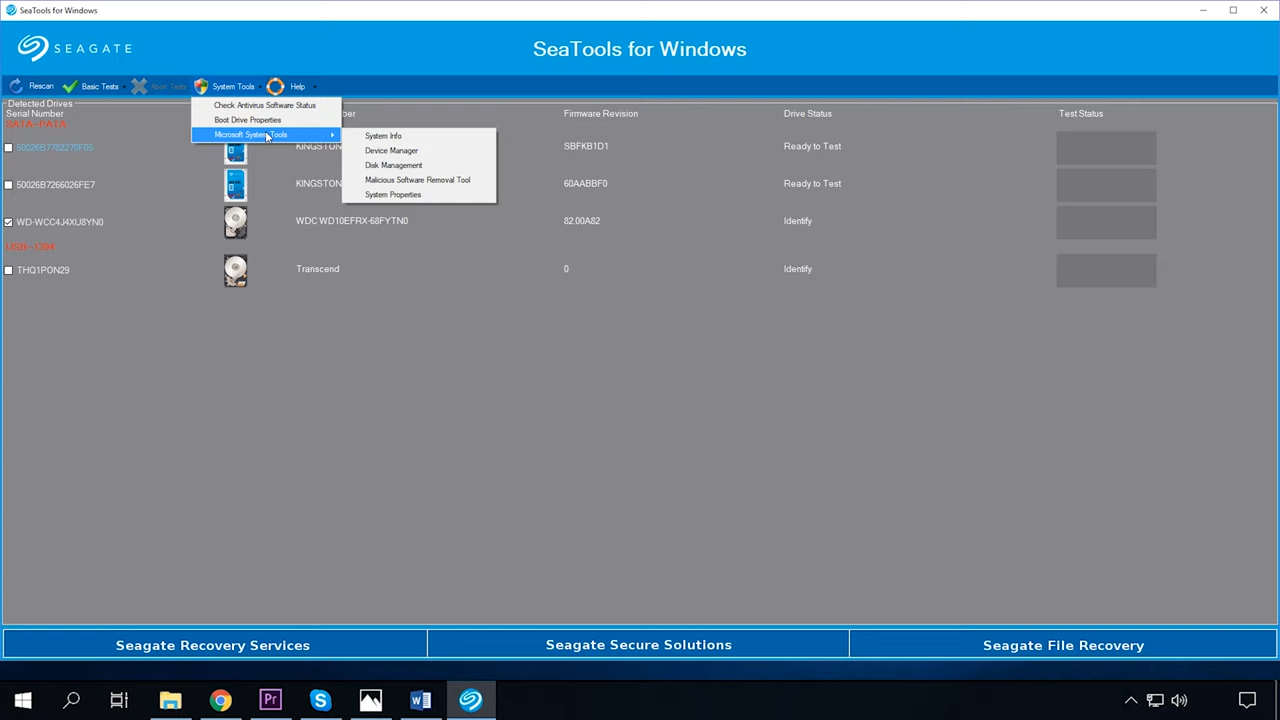 SeaTools for Windows
SEAGATE
SeaTools for Windows
Rescan Basic Tests Abort Tests System Tools Help
Detected Drives
Serial Number ber Firmware Revision Drive Status Test Status
SATA--PATA
Check Antivirus Software Status
Boot Drive Properties
Microsoft System Tools
System Info
Device Manager
Disk Management
Malicious Software Removal Tool
System Properties
50026B7782270F05 KINGSTON SBFKB1D1 Ready to Test
50026B7266026FE7 KINGSTON 60AABBF0 Ready to Test
WD-WCC4J4XU8YN0 WDC WD10EFRX-68FYTN0 82.00A82 Identify
USB--1394
THQ1PON29 Transcend 0 Identify
Seagate Recovery Services Seagate Secure Solutions Seagate File Recovery
Pr S W